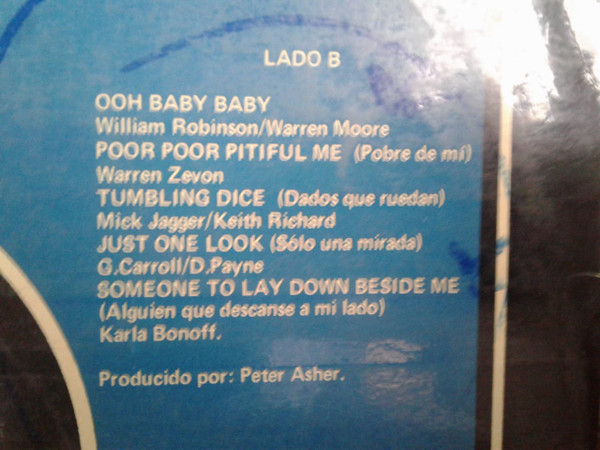 LADO B
OOH BABY BABY
William Robinson/Warren Moore
POOR POOR PITIFUL ME (Pobre de mí)
Warren Zevon
TUMBLING DICE (Dados que ruedan)
Mick Jagger/Keith Richard
JUST ONE LOOK (Sólo una mirada)
G.Carroll/D.Payne
SOMEONE TO LAY DOWN BESIDE ME
(Alguien que descanse a mi lado)
Karla Bonoff.
Producido por: Peter Asher.